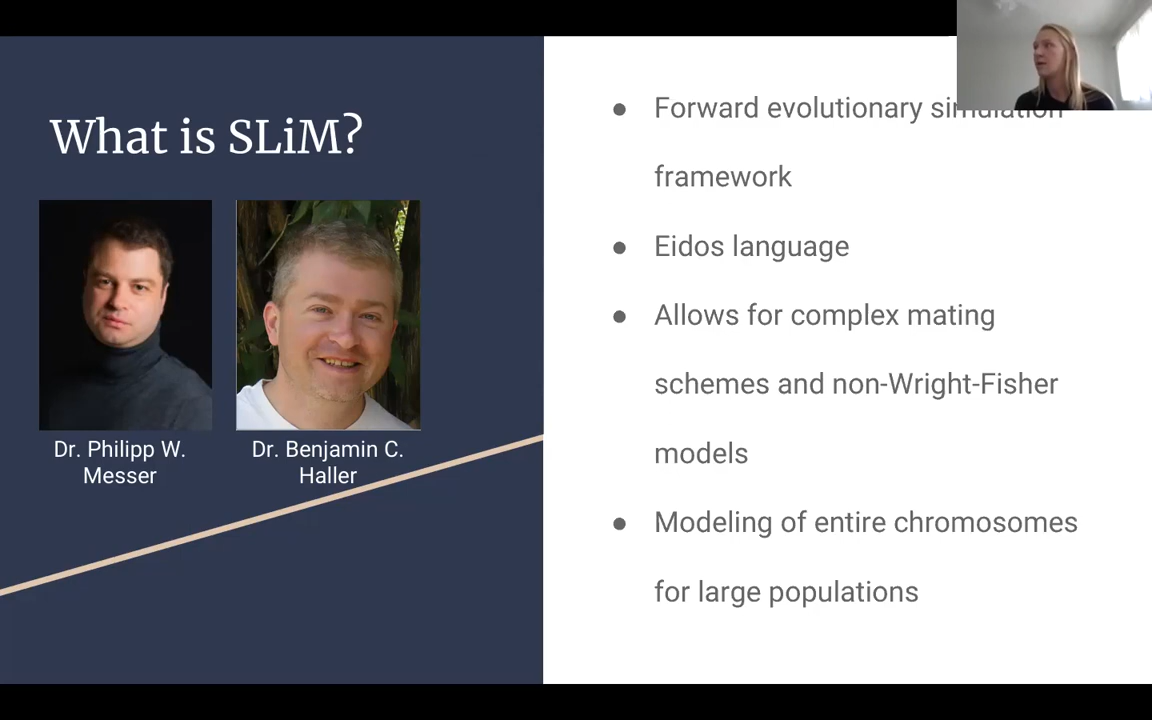 What is SLiM?
Dr. Philipp W.
Messer
Dr. Benjamin C.
Haller
● Forward evolutionary simulation
framework
● Eidos language
● Allows for complex mating
schemes and non-Wright-Fisher
models
● Modeling of entire chromosomes
for large populations